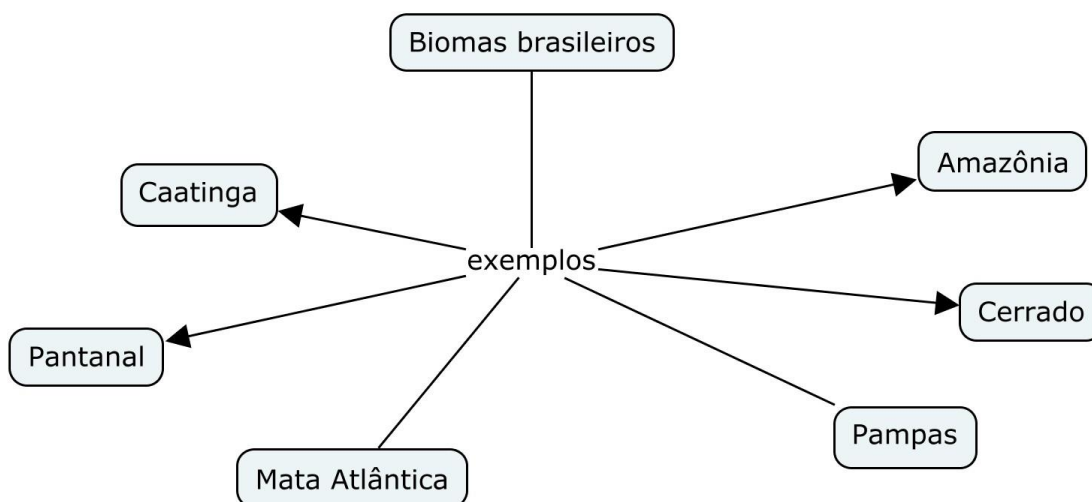 Biomas brasileiros
Amazônia
Caatinga
exemplos
Cerrado
Pantanal
Pampas
Mata Atlântica